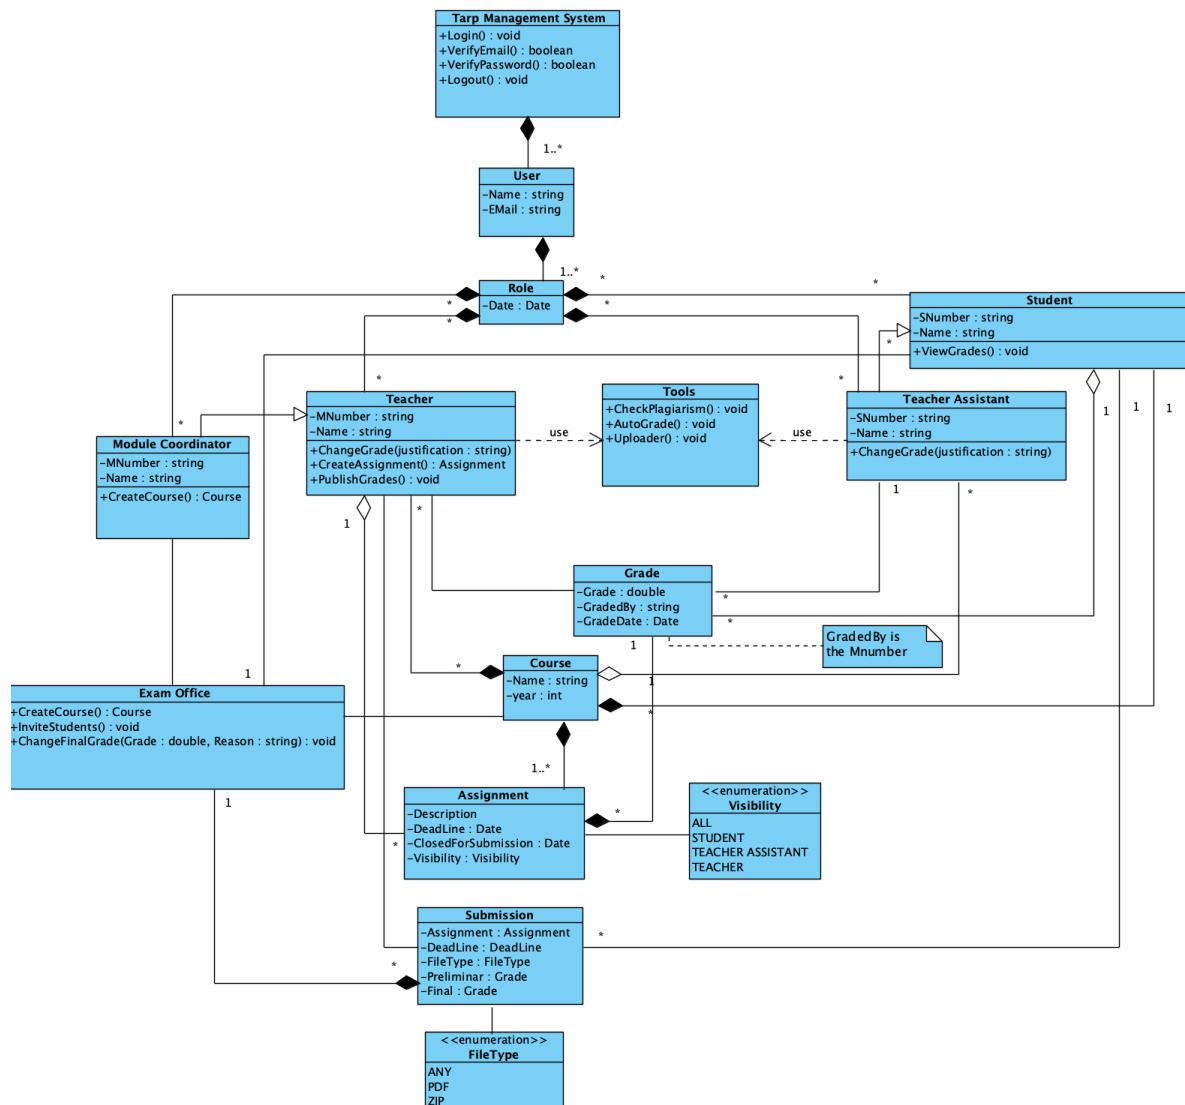 Tarp Management System
+Login() : void
+VerifyEmail() : boolean
+VerifyPassword() : boolean
+Logout() : void
1..*
User
-Name : string
-EMail : string
1..*
Role
-Date : Date
*
*
*
*
*
Student
-SNumber : string
-Name : string
+ViewGrades() : void
*
*
*
*
Teacher
-MNumber : string
-Name : string
+ChangeGrade(justification : string)
+CreateAssignment() : Assignment
+PublishGrades() : void
use
Tools
+CheckPlagiarism() : void
+AutoGrade() : void
+Uploader() : void
use
Teacher Assistant
-SNumber : string
-Name : string
+ChangeGrade(justification : string)
1
1
1
Module Coordinator
-MNumber : string
-Name : string
+CreateCourse() : Course
1
*
1
*
Grade
-Grade : double
-GradedBy : string
-GradeDate : Date
*
*
1
GradedBy is
the Mnumber
Course
-Name : string
-year : int
*
1
*
1
Exam Office
+CreateCourse() : Course
+InviteStudents() : void
+ChangeFinalGrade(Grade : double, Reason : string) : void
1
1..*
Assignment
-Description
-DeadLine : Date
-ClosedForSubmission : Date
-Visibility : Visibility
*
*
<<enumeration>>
Visibility
ALL
STUDENT
TEACHER ASSISTANT
TEACHER
Submission
-Assignment : Assignment
-DeadLine : DeadLine
-FileType : FileType
-Preliminar : Grade
-Final : Grade
*
*
<<enumeration>>
FileType
ANY
PDF
ZIP